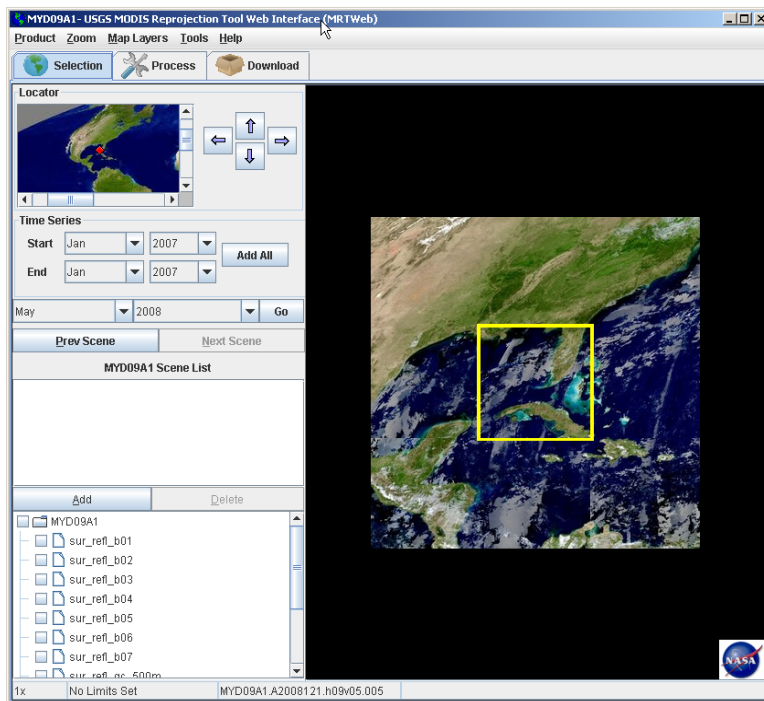 MYD09A1- USGS MODIS Reprojection Tool Web Interface (MRTWeb)
Product Zoom Map Layers Tools Help
Selection Process Download
Locator
Time Series
Start Jan 2007
Add All
End Jan 2007
May 2008 Go
Prev Scene Next Scene
MYD09A1 Scene List
Add Delete
MYD09A1
sur_refl_b01
sur_refl_b02
sur_refl_b03
sur_refl_b04
sur_refl_b05
sur_refl_b06
sur_refl_b07
sur_refl_qc_500m
NASA
1x No Limits Set MYD09A1.A2008121.h09v05.005